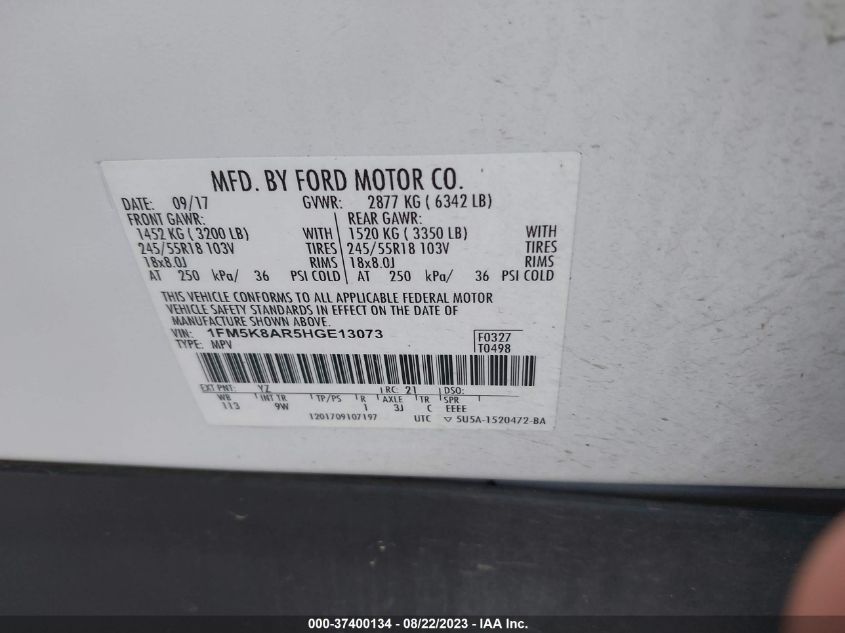 MFD. BY FORD MOTOR CO.
DATE: 09/17 GVWR: 2877 KG ( 6342 LB)
FRONT GAWR: REAR GAWR:
1452 KG ( 3200 LB) WITH 1520 KG ( 3350 LB) WITH
245/55R18 103V TIRES 245/55R18 103V TIRES
18x8.0J RIMS 18x8.0J RIMS
AT 250 kPa/ 36 PSI COLD AT 250 kPa/ 36 PSI COLD
THIS VEHICLE CONFORMS TO ALL APPLICABLE FEDERAL MOTOR
VEHICLE SAFETY STANDARDS IN EFFECT ON THE DATE OF
MANUFACTURE SHOWN ABOVE.
VIN: 1FM5K8AR5HGE13073 F0327
TYPE: MPV T0498
EXT PNT: YZ RC: 21 DSO:
WB INT TR TP/PS R AXLE TR SPR
113 9W 1 3J C EEEE
1201709107197 UTC ▽ 5U5A-1520472-BA
000-37400134 - 08/22/2023 - IAA Inc.